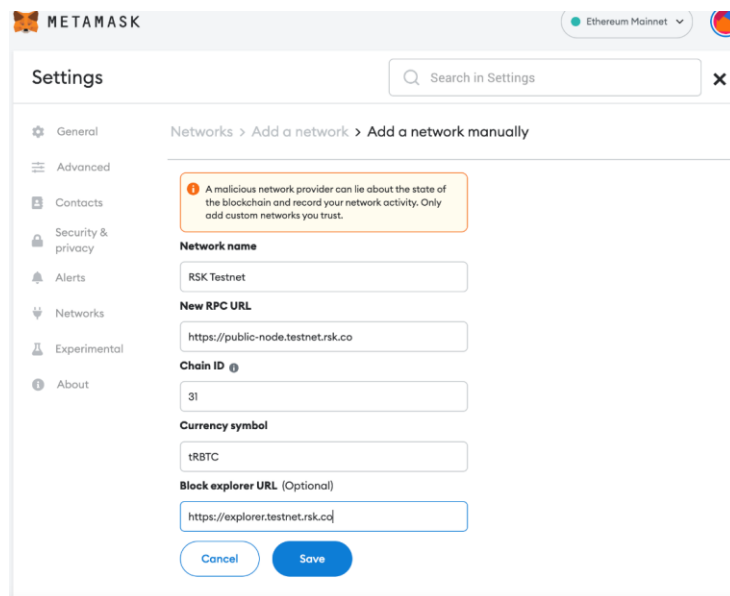 METAMASK
Ethereum Mainnet
Settings
Search in Settings
General
Advanced
Contacts
Security & privacy
Alerts
Networks
Experimental
About
Networks > Add a network > Add a network manually
A malicious network provider can lie about the state of
the blockchain and record your network activity. Only
add custom networks you trust.
Network name
RSK Testnet
New RPC URL
https://public-node.testnet.rsk.co
Chain ID
31
Currency symbol
tRBTC
Block explorer URL (Optional)
https://explorer.testnet.rsk.co
Cancel
Save